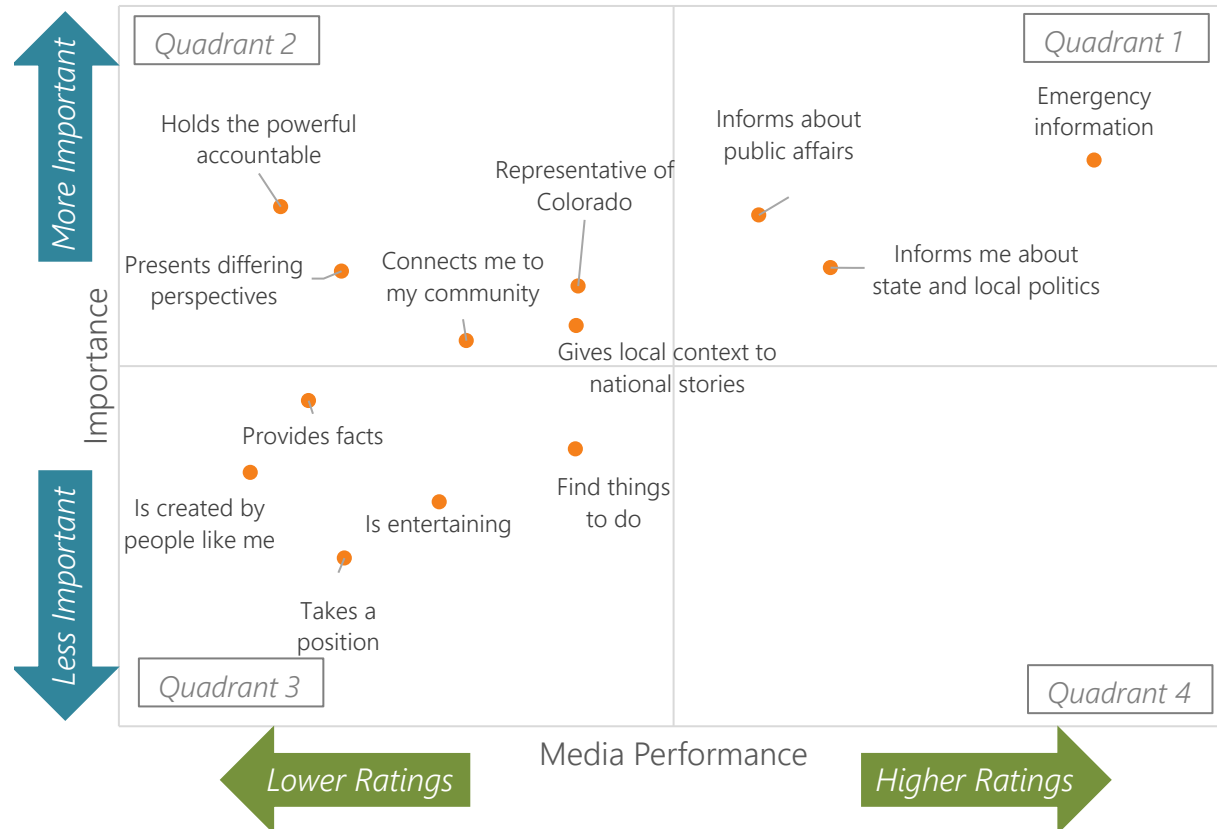 Quadrant 2
Quadrant 1
More Important
Importance
Less Important
Holds the powerful
accountable
Informs about
public affairs
Emergency
information
Representative of
Colorado
Presents differing
perspectives
Connects me to
my community
Informs me about
state and local politics
Gives local context to
national stories
Provides facts
Is created by
people like me
Is entertaining
Find things
to do
Takes a
position
Quadrant 3
Quadrant 4
Media Performance
Lower Ratings
Higher Ratings